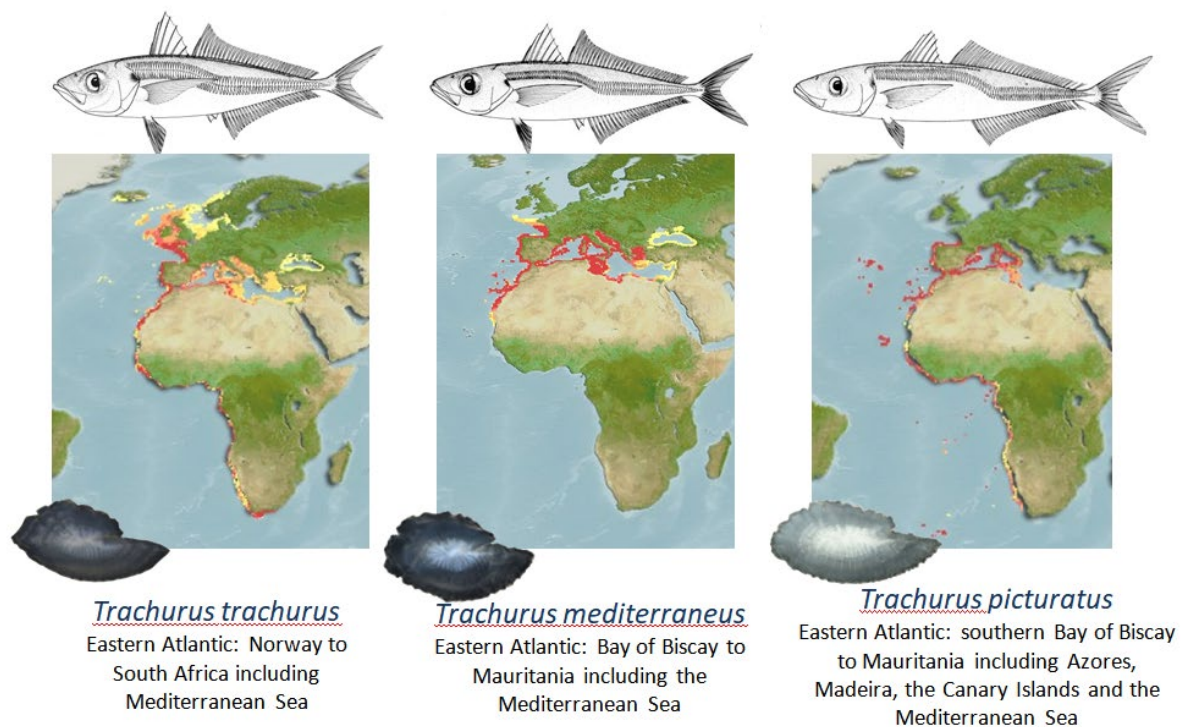 Trachurus trachurus
Eastern Atlantic: Norway to
South Africa including
Mediterranean Sea
Trachurus mediterraneus
Eastern Atlantic: Bay of Biscay to
Mauritania including the
Mediterranean Sea
Trachurus picturatus
Eastern Atlantic: southern Bay of Biscay
to Mauritania including Azores,
Madeira, the Canary Islands and the
Mediterranean Sea